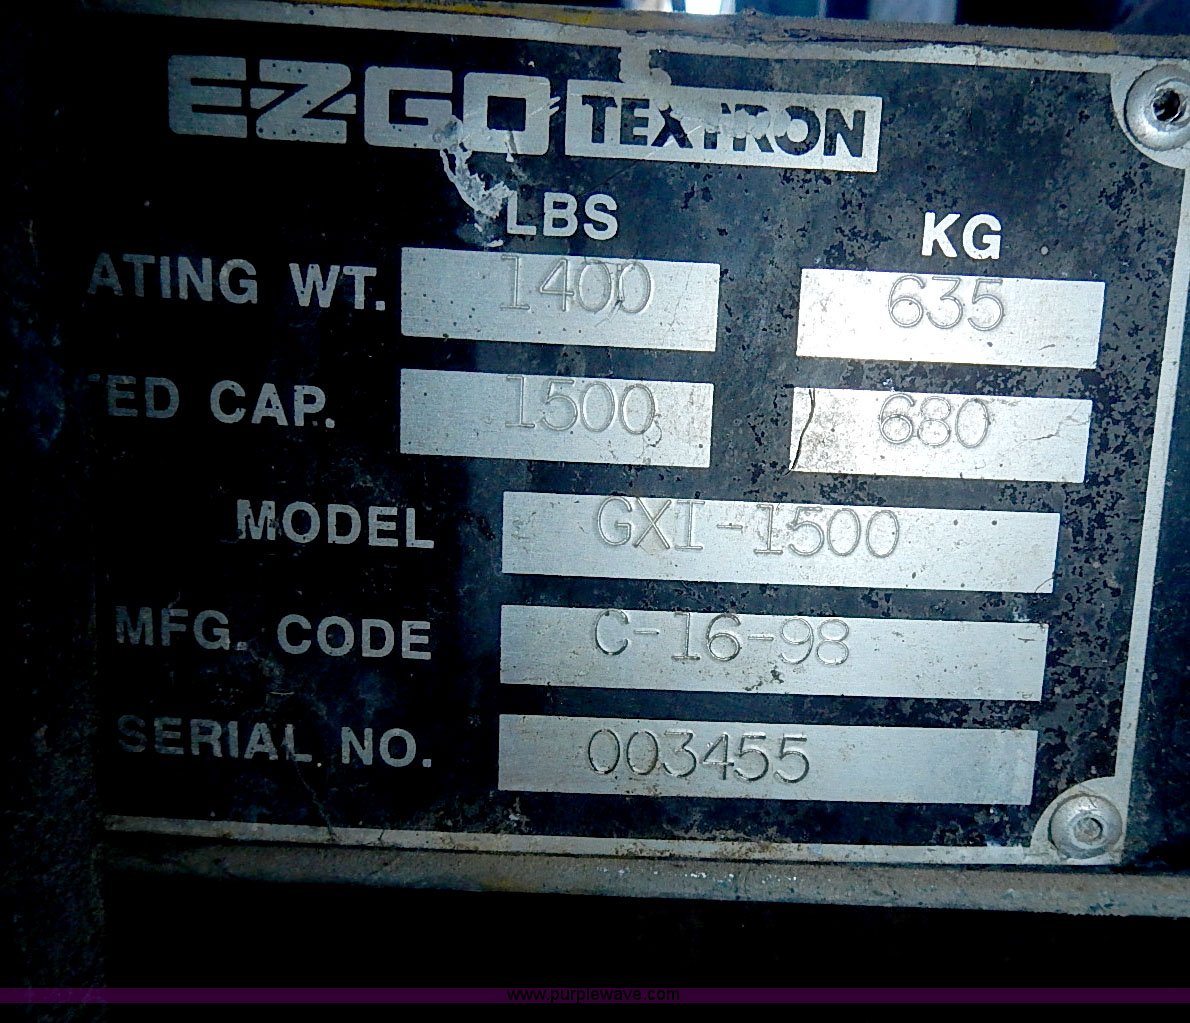 EZGO TEXTRON
LBS KG
ATING WT. 1400 635
ED CAP. 1500 680
MODEL GXI-1500
MFG. CODE C-16-98
SERIAL NO. 003455
www.purplewave.com